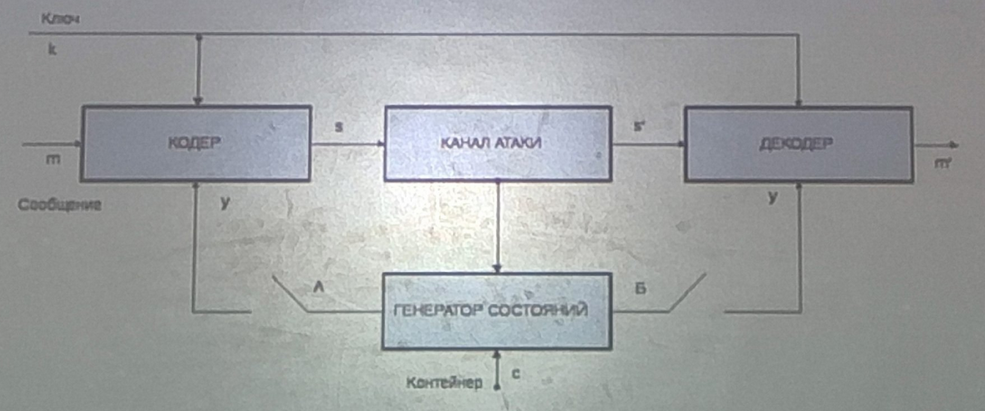 Ключ
k
КОДЕР
s
КАНАЛ АТАКИ
s'
ДЕКОДЕР
m
m'
Сообщение
y
y
А
Б
ГЕНЕРАТОР СОСТОЯНИЙ
Контейнер
c